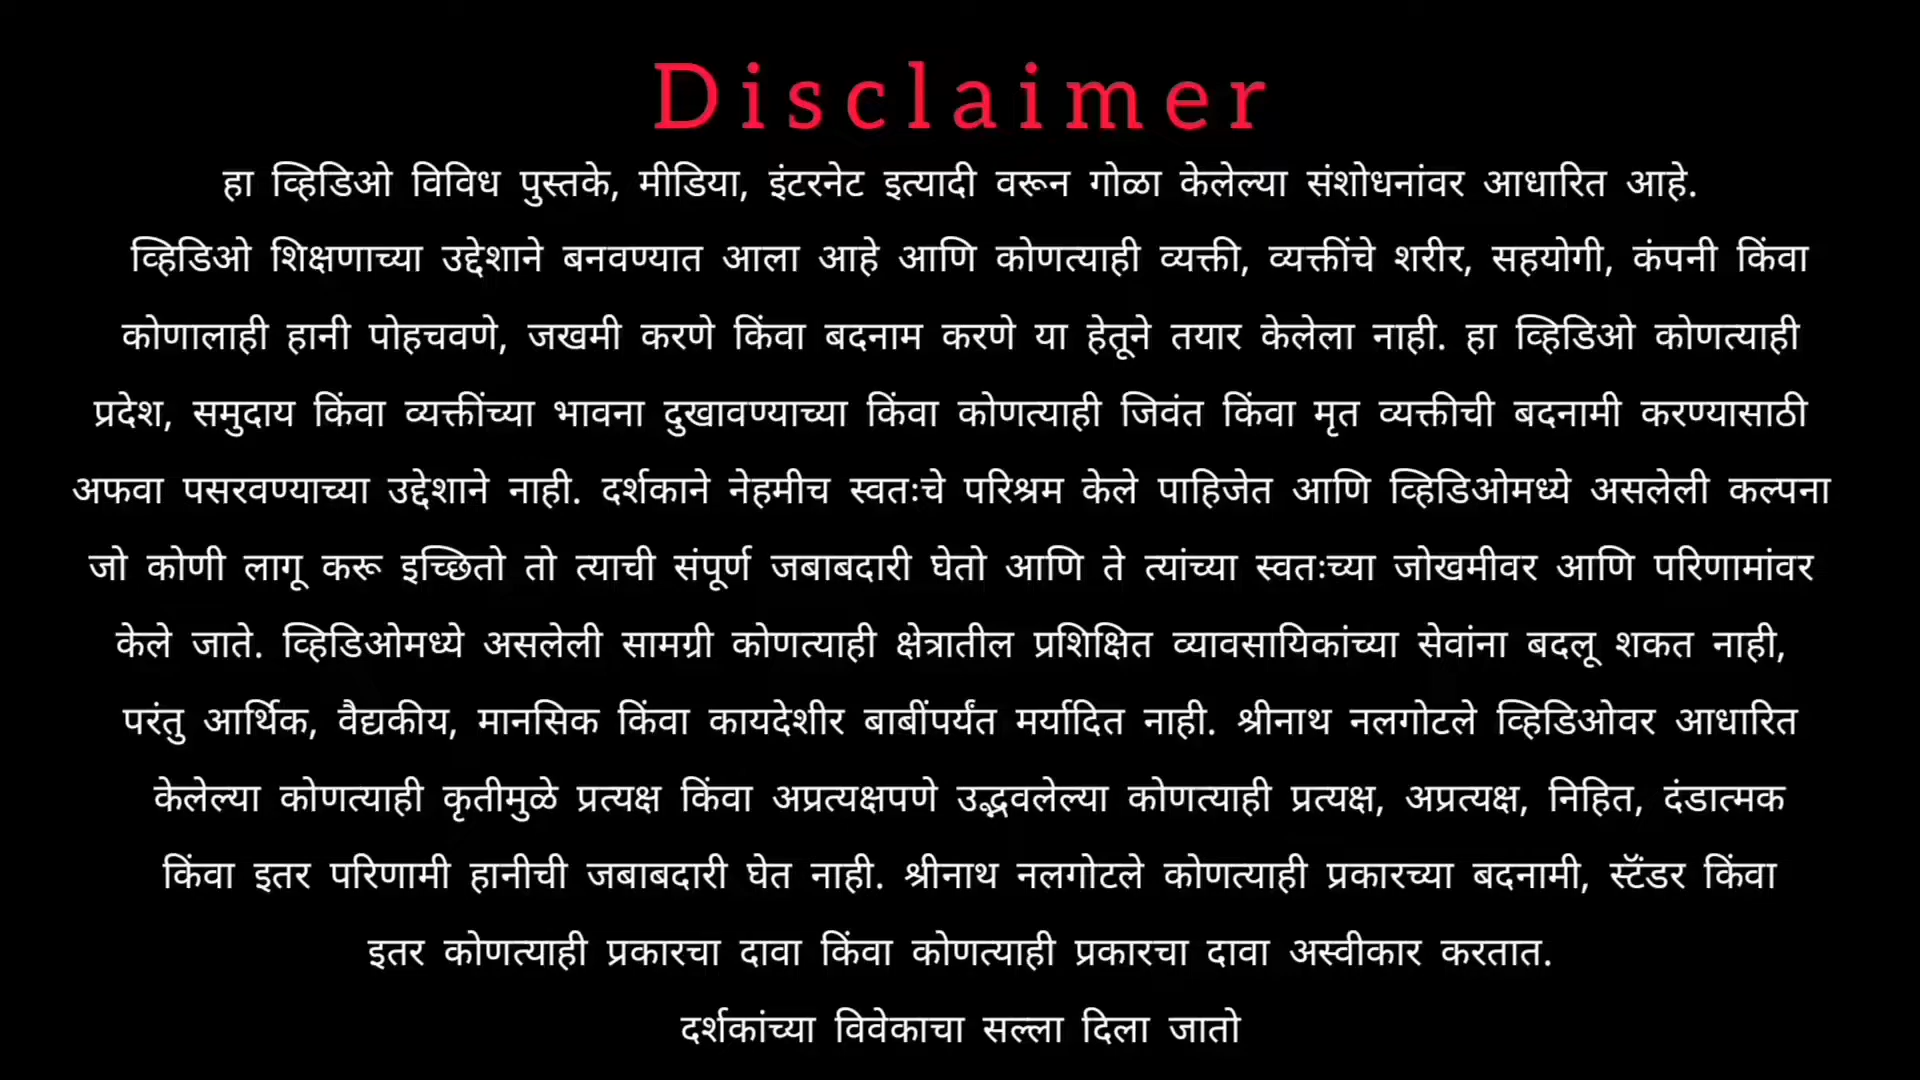 Disclaimer
हा व्हिडिओ विविध पुस्तके, मीडिया, इंटरनेट इत्यादी वरून गोळा केलेल्या संशोधनांवर आधारित आहे.
व्हिडिओ शिक्षणाच्या उद्देशाने बनवण्यात आला आहे आणि कोणत्याही व्यक्ती, व्यक्तींचे शरीर, सहयोगी, कंपनी किंवा
कोणालाही हानी पोहचवणे, जखमी करणे किंवा बदनाम करणे या हेतूने तयार केलेला नाही. हा व्हिडिओ कोणत्याही
प्रदेश, समुदाय किंवा व्यक्तींच्या भावना दुखावण्याच्या किंवा कोणत्याही जिवंत किंवा मृत व्यक्तीची बदनामी करण्यासाठी
अफवा पसरवण्याच्या उद्देशाने नाही. दर्शकाने नेहमीच स्वतःचे परिश्रम केले पाहिजेत आणि व्हिडिओमध्ये असलेली कल्पना
जो कोणी लागू करू इच्छितो तो त्याची संपूर्ण जबाबदारी घेतो आणि ते त्यांच्या स्वतःच्या जोखमीवर आणि परिणामांवर
केले जाते. व्हिडिओमध्ये असलेली सामग्री कोणत्याही क्षेत्रातील प्रशिक्षित व्यावसायिकांच्या सेवांना बदलू शकत नाही,
परंतु आर्थिक, वैद्यकीय, मानसिक किंवा कायदेशीर बाबींपर्यंत मर्यादित नाही. श्रीनाथ नलगोटले व्हिडिओवर आधारित
केलेल्या कोणत्याही कृतीमुळे प्रत्यक्ष किंवा अप्रत्यक्षपणे उद्भवलेल्या कोणत्याही प्रत्यक्ष, अप्रत्यक्ष, निहित, दंडात्मक
किंवा इतर परिणामी हानीची जबाबदारी घेत नाही. श्रीनाथ नलगोटले कोणत्याही प्रकारच्या बदनामी, स्टॅंडर किंवा
इतर कोणत्याही प्रकारचा दावा किंवा कोणत्याही प्रकारचा दावा अस्वीकार करतात.
दर्शकांच्या विवेकाचा सल्ला दिला जातो